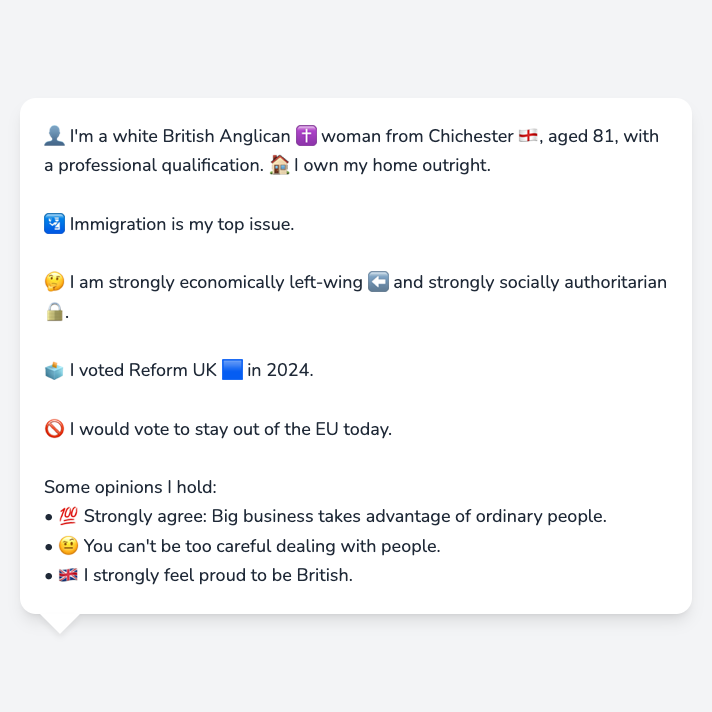 👤 I'm a white British Anglican ✝️ woman from Chichester 🏴󠁧󠁢󠁥󠁮󠁧󠁿, aged 81, with
a professional qualification. 🏠 I own my home outright.
🛂 Immigration is my top issue.
🤔 I am strongly economically left-wing ⬅️ and strongly socially authoritarian
🔒.
🗳️ I voted Reform UK 🟦 in 2024.
🚫 I would vote to stay out of the EU today.
Some opinions I hold:
• 💯 Strongly agree: Big business takes advantage of ordinary people.
• 🤨 You can't be too careful dealing with people.
• 🇬🇧 I strongly feel proud to be British.